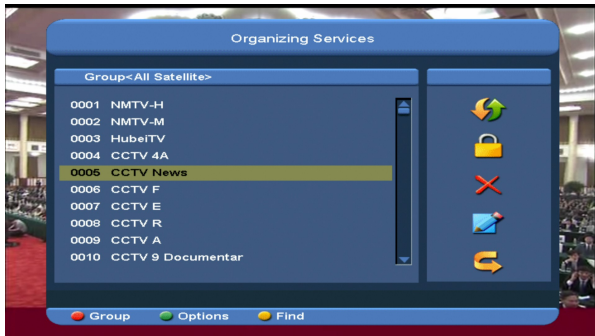 Organizing Services
Group<All Satellite>
0001 NMTV-H
0002 NMTV-M
0003 HubeiTV
0004 CCTV 4A
0005 CCTV News
0006 CCTV F
0007 CCTV E
0008 CCTV R
0009 CCTV A
0010 CCTV 9 Documentar
Group Options Find